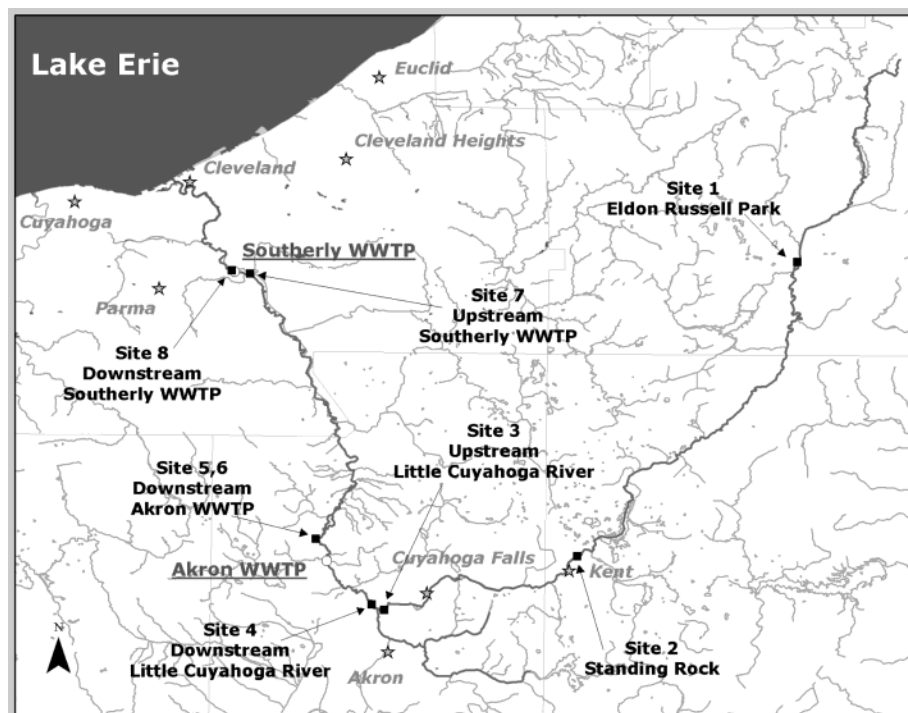 Lake Erie
Euclid
Cleveland Heights
Cleveland
Cuyahoga
Site 1
Eldon Russell Park
Southerly WWTP
Parma
Site 7
Upstream
Southerly WWTP
Site 8
Downstream
Southerly WWTP
Site 3
Upstream
Little Cuyahoga River
Site 5,6
Downstream
Akron WWTP
Cuyahoga Falls
Akron WWTP
Kent
Site 4
Downstream
Little Cuyahoga River
N
Site 2
Standing Rock
Akron